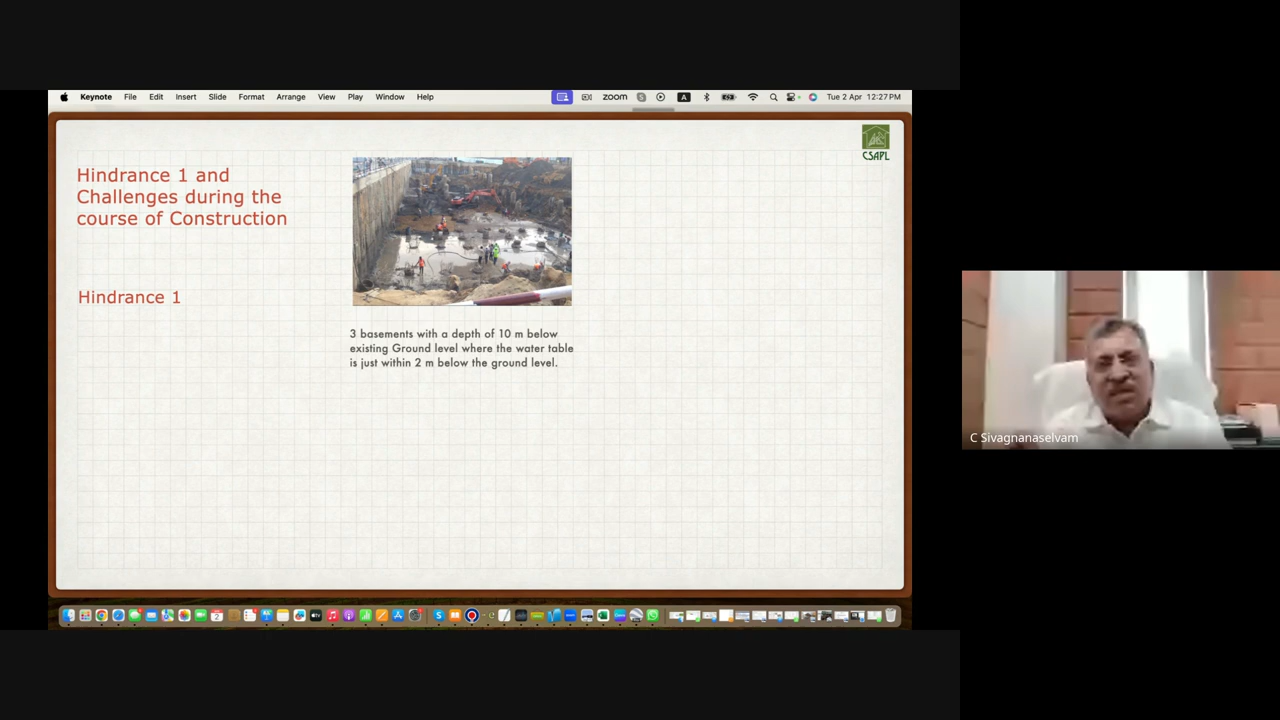 Keynote File Edit Insert Slide Format Arrange View Play Window Help zoom A Tue 2 Apr 12:27 PM
CSAPL
Hindrance 1 and
Challenges during the
course of Construction
Hindrance 1
3 basements with a depth of 10 m below
existing Ground level where the water table
is just within 2 m below the ground level.
C Sivagnanaselvam